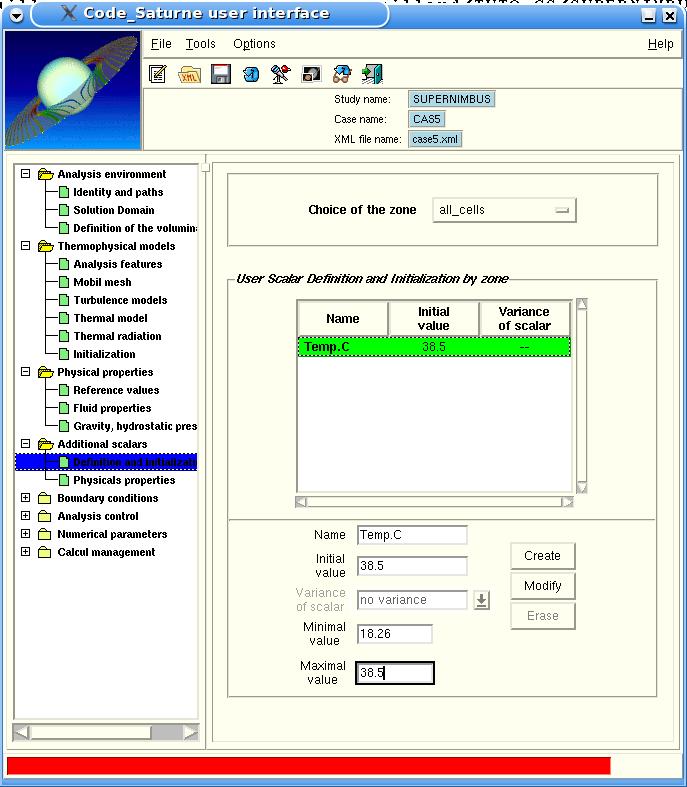 Code_Saturne user interface
File Tools Options Help
XML
Study name: SUPERNIMBUS
Case name: CAS5
XML file name: case5.xml
Analysis environment
Identity and paths
Solution Domain
Definition of the volumin
Thermophysical models
Analysis features
Mobil mesh
Turbulence models
Thermal model
Thermal radiation
Initialization
Physical properties
Reference values
Fluid properties
Gravity, hydrostatic pres
Additional scalars
Definition and initializati
Physicals properties
Boundary conditions
Analysis control
Numerical parameters
Calcul management
Choice of the zone all_cells
User Scalar Definition and Initialization by zone
Name Initial value Variance of scalar
Temp.C 38.5 --
Name Temp.C
Initial value 38.5
Variance of scalar no variance
Minimal value 18.26
Maximal value 38.5
Create
Modify
Erase